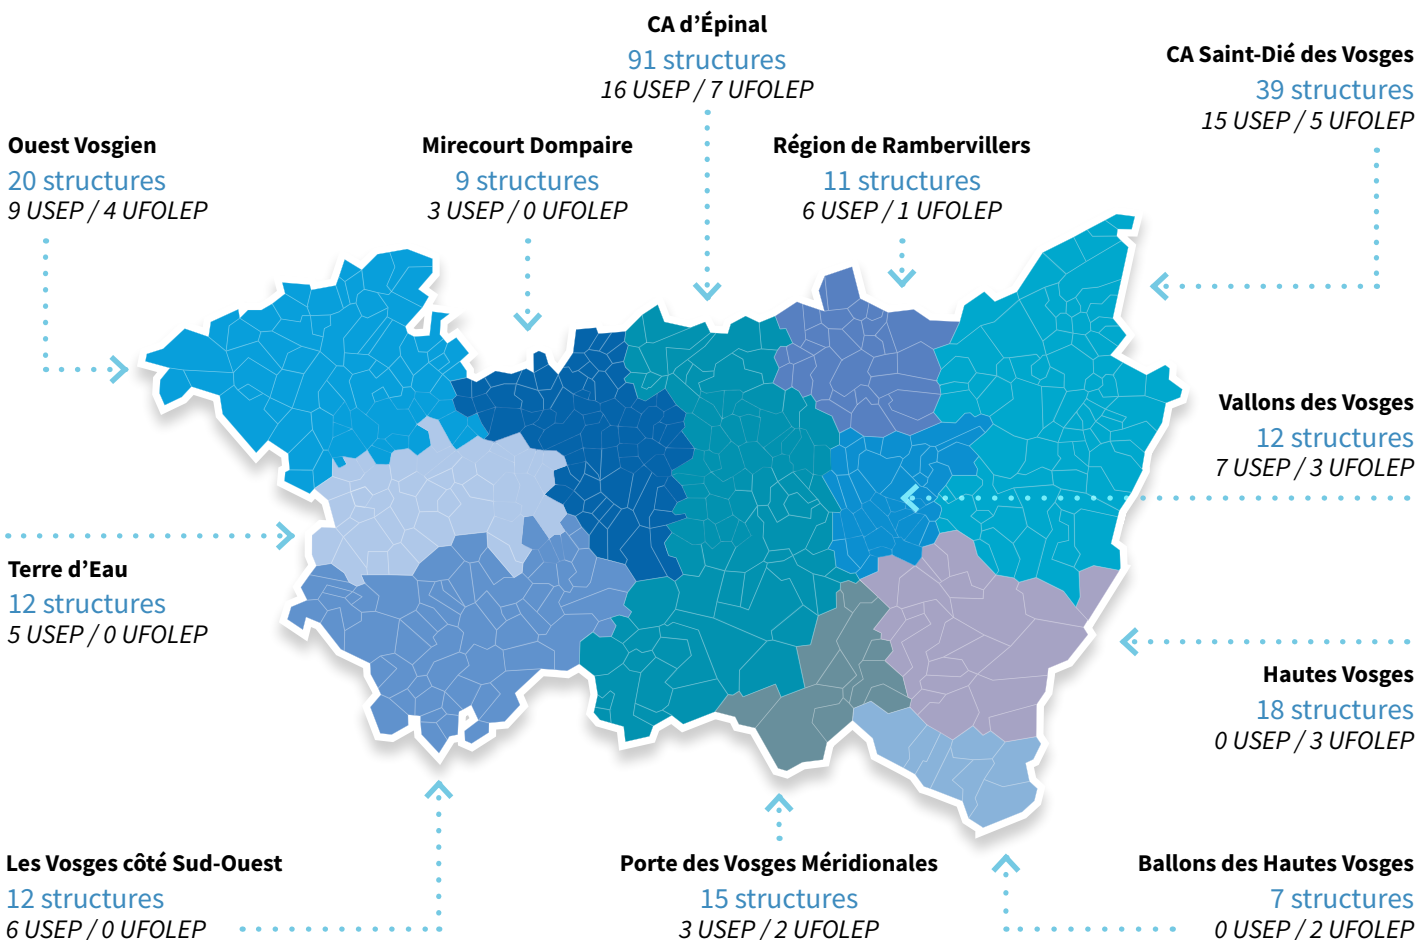 CA d’Épinal
91 structures
16 USEP / 7 UFOLEP
CA Saint-Dié des Vosges
39 structures
15 USEP / 5 UFOLEP
Ouest Vosgien
20 structures
9 USEP / 4 UFOLEP
Mirecourt Dompaire
9 structures
3 USEP / 0 UFOLEP
Région de Rambervillers
11 structures
6 USEP / 1 UFOLEP
Vallons des Vosges
12 structures
7 USEP / 3 UFOLEP
Terre d’Eau
12 structures
5 USEP / 0 UFOLEP
Hautes Vosges
18 structures
0 USEP / 3 UFOLEP
Les Vosges côté Sud-Ouest
12 structures
6 USEP / 0 UFOLEP
Porte des Vosges Méridionales
15 structures
3 USEP / 2 UFOLEP
Ballons des Hautes Vosges
7 structures
0 USEP / 2 UFOLEP